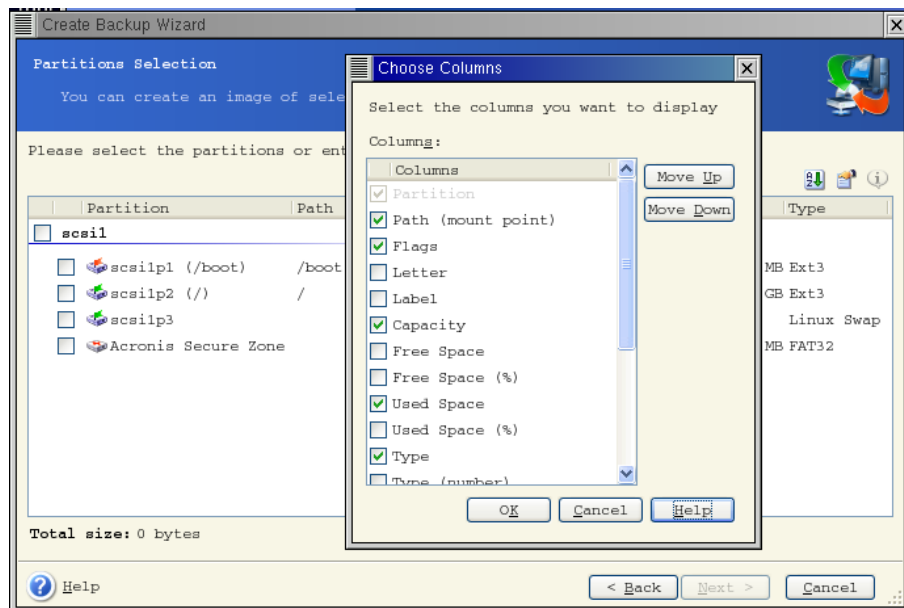 Create Backup Wizard
Partitions Selection
You can create an image of sele
Please select the partitions or ent
Partition Path Type
scsi1
scsi1p1 (/boot) /boot MB Ext3
scsi1p2 (/) / GB Ext3
scsi1p3 Linux Swap
Acronis Secure Zone MB FAT32
Total size: 0 bytes
Help
< Back Next > Cancel
Choose Columns
Select the columns you want to display
Columns:
Columns
Partition
Path (mount point)
Flags
Letter
Label
Capacity
Free Space
Free Space (%)
Used Space
Used Space (%)
Type
Type (number)
Move Up
Move Down
OK Cancel Help